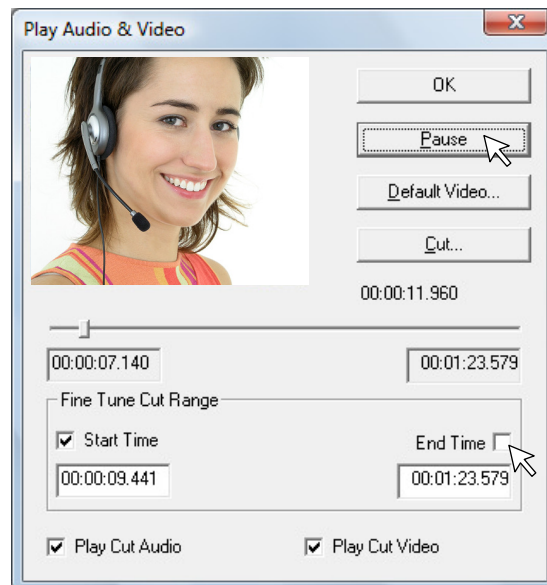 Play Audio & Video
OK
Pause
Default Video...
Cut...
00:00:11.960
00:00:07.140 00:01:23.579
Fine Tune Cut Range
Start Time End Time
00:00:09.441 00:01:23.579
Play Cut Audio Play Cut Video